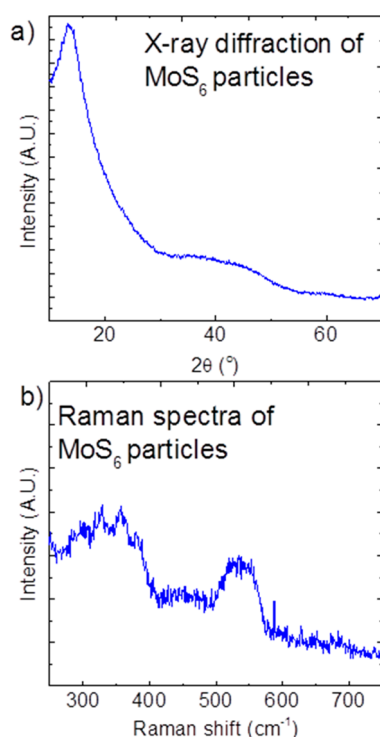 a)
X-ray diffraction of
MoS₆ particles
Intensity (A.U.)
20 40 60
2θ (°)
b)
Raman spectra of
MoS₆ particles
Intensity (A.U.)
300 400 500 600 700
Raman shift (cm⁻¹)